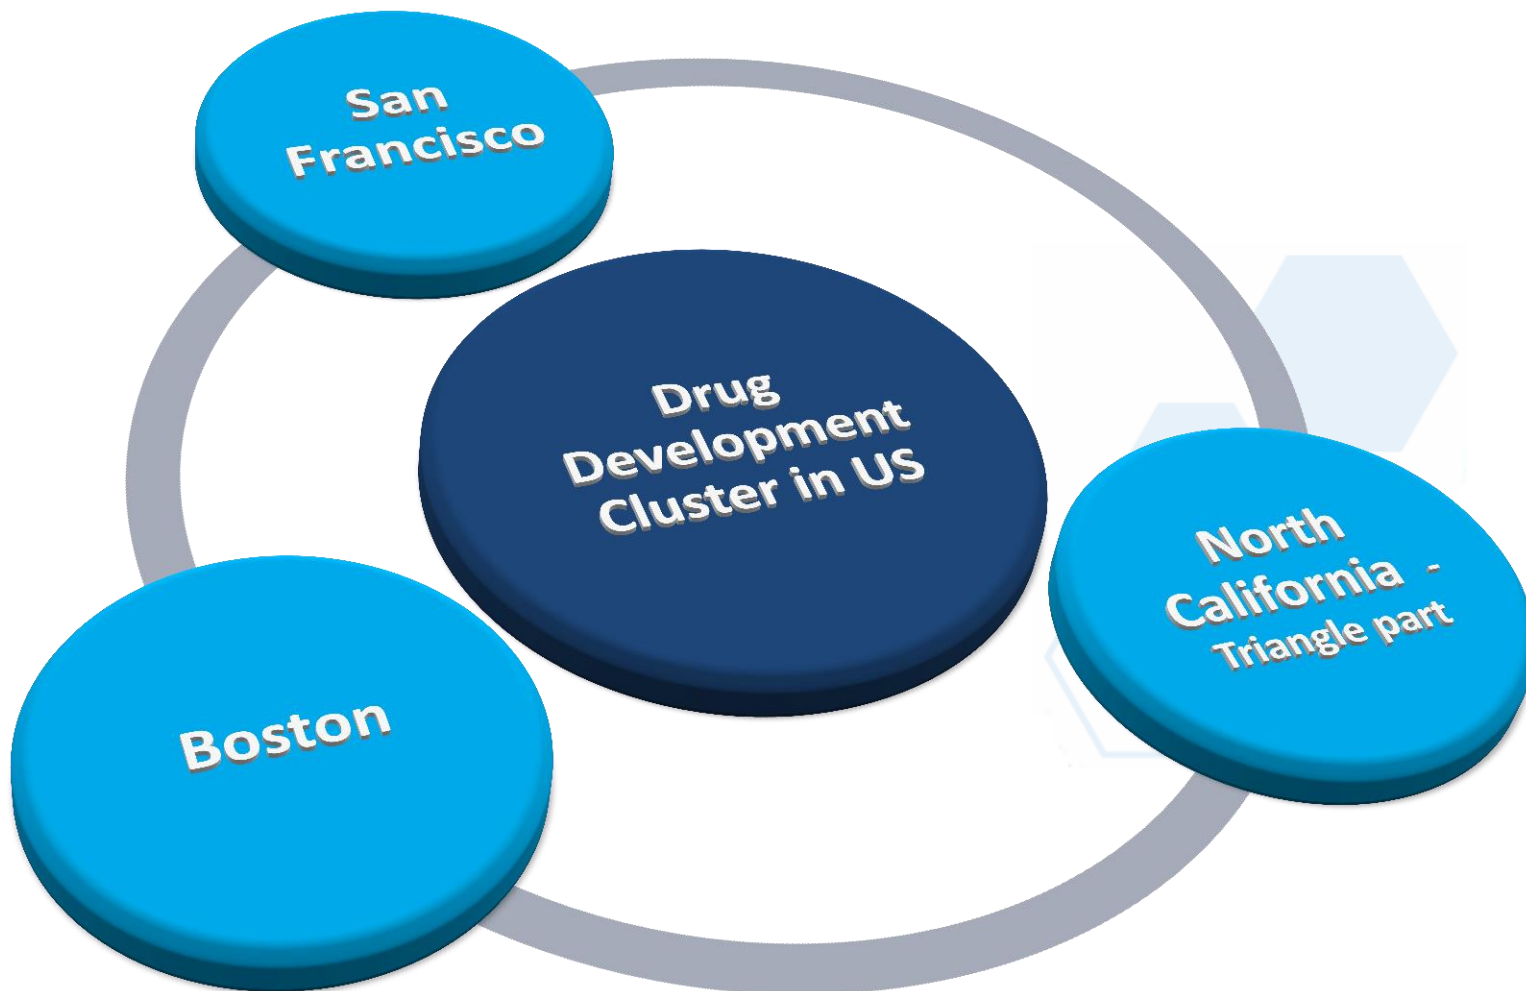 San
Francisco
Drug
Development
Cluster in US
North
California -
Triangle part
Boston